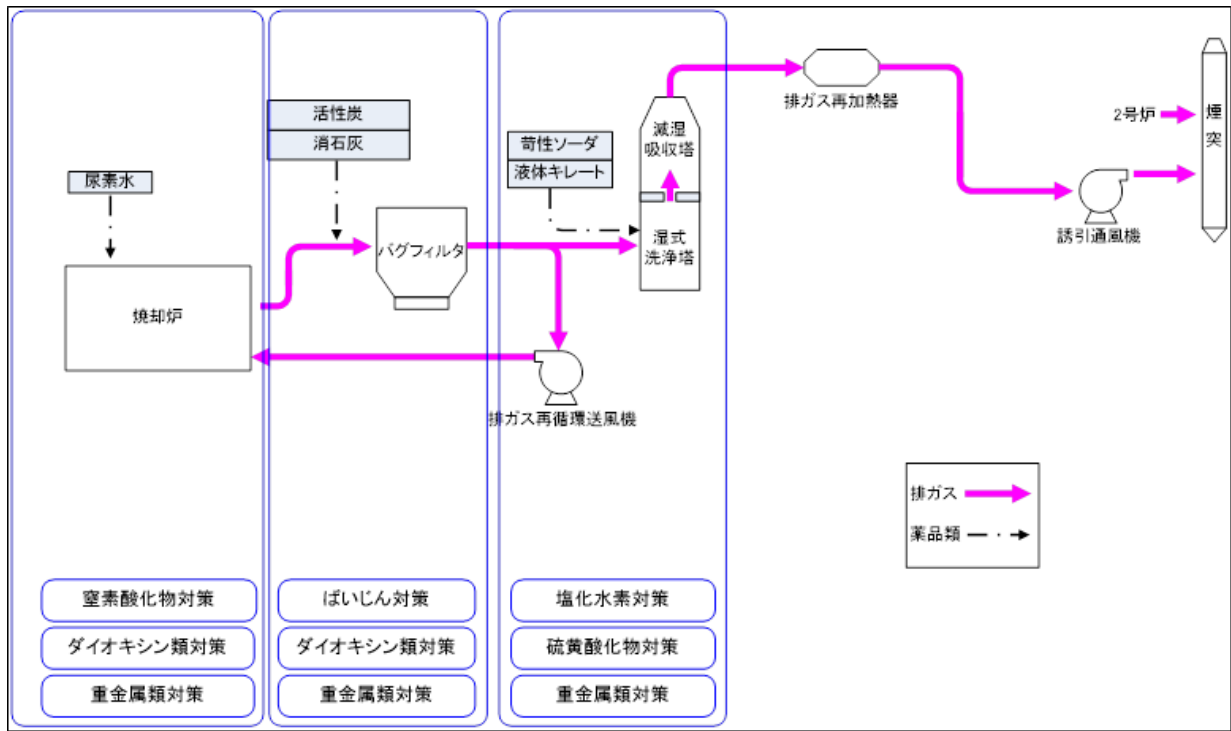 活性炭
消石灰
尿素水
焼却炉
バグフィルタ
苛性ソーダ
液体キレート
減湿
吸収塔
湿式
洗浄塔
排ガス再循環送風機
排ガス再加熱器
2号炉
煙
突
誘引通風機
排ガス
薬品類
窒素酸化物対策
ダイオキシン類対策
重金属類対策
ばいじん対策
ダイオキシン類対策
重金属類対策
塩化水素対策
硫黄酸化物対策
重金属類対策